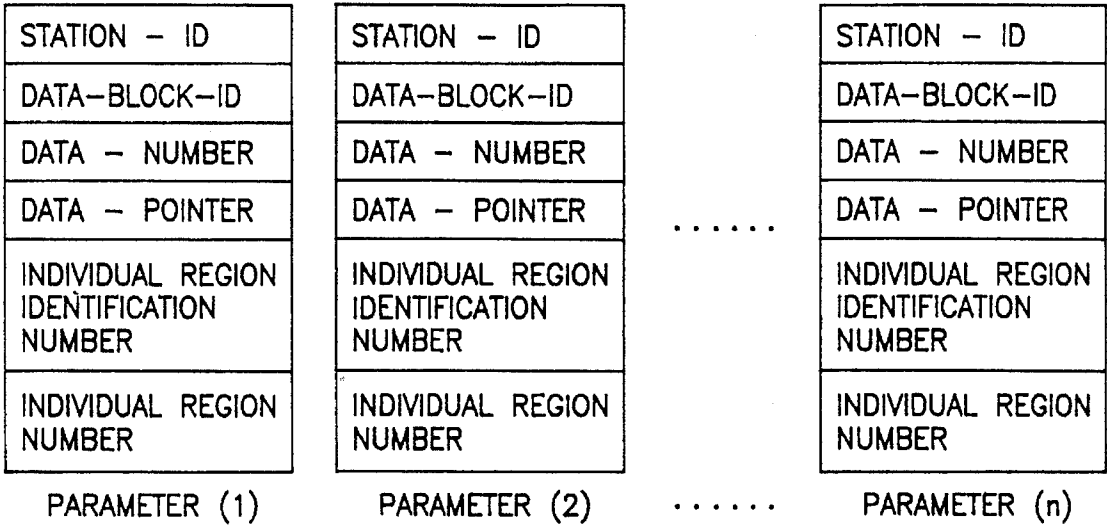 STATION – ID
DATA–BLOCK–ID
DATA – NUMBER
DATA – POINTER
INDIVIDUAL REGION
IDENTIFICATION
NUMBER
INDIVIDUAL REGION
NUMBER
PARAMETER (1)
STATION – ID
DATA–BLOCK–ID
DATA – NUMBER
DATA – POINTER
INDIVIDUAL REGION
IDENTIFICATION
NUMBER
INDIVIDUAL REGION
NUMBER
PARAMETER (2)
......
......
STATION – ID
DATA–BLOCK–ID
DATA – NUMBER
DATA – POINTER
INDIVIDUAL REGION
IDENTIFICATION
NUMBER
INDIVIDUAL REGION
NUMBER
PARAMETER (n)